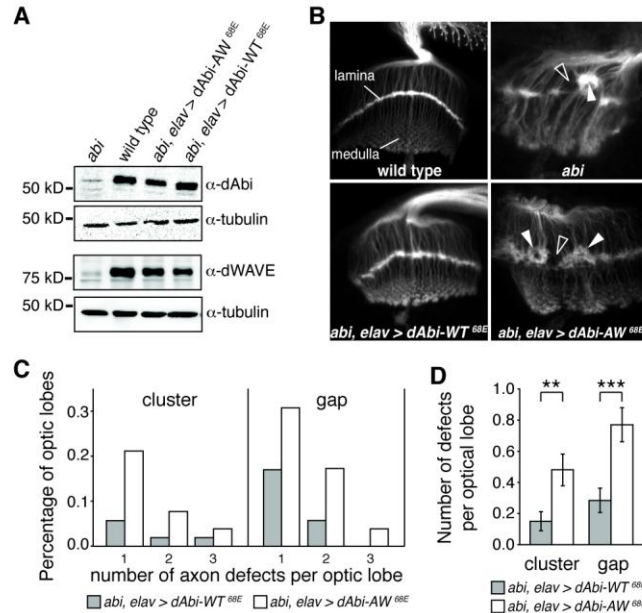 A
abi
wild type
abi, elav > dAbi-AW 68E
abi, elav > dAbi-WT 68E
50 kD
α-dAbi
50 kD
α-tubulin
75 kD
α-dWAVE
50 kD
α-tubulin
B
lamina
medulla
wild type
abi
abi, elav > dAbi-WT 68E
abi, elav > dAbi-AW 68E
C
cluster
gap
Percentage of optic lobes
0.3
0.2
0.1
0.0
1 2 3 1 2 3
number of axon defects per optic lobe
abi, elav > dAbi-WT 68E
abi, elav > dAbi-AW 68E
D
** ***
Number of defects
per optical lobe
1.0
0.8
0.6
0.4
0.2
0.0
cluster gap
abi, elav > dAbi-WT 68E
abi, elav > dAbi-AW 68E